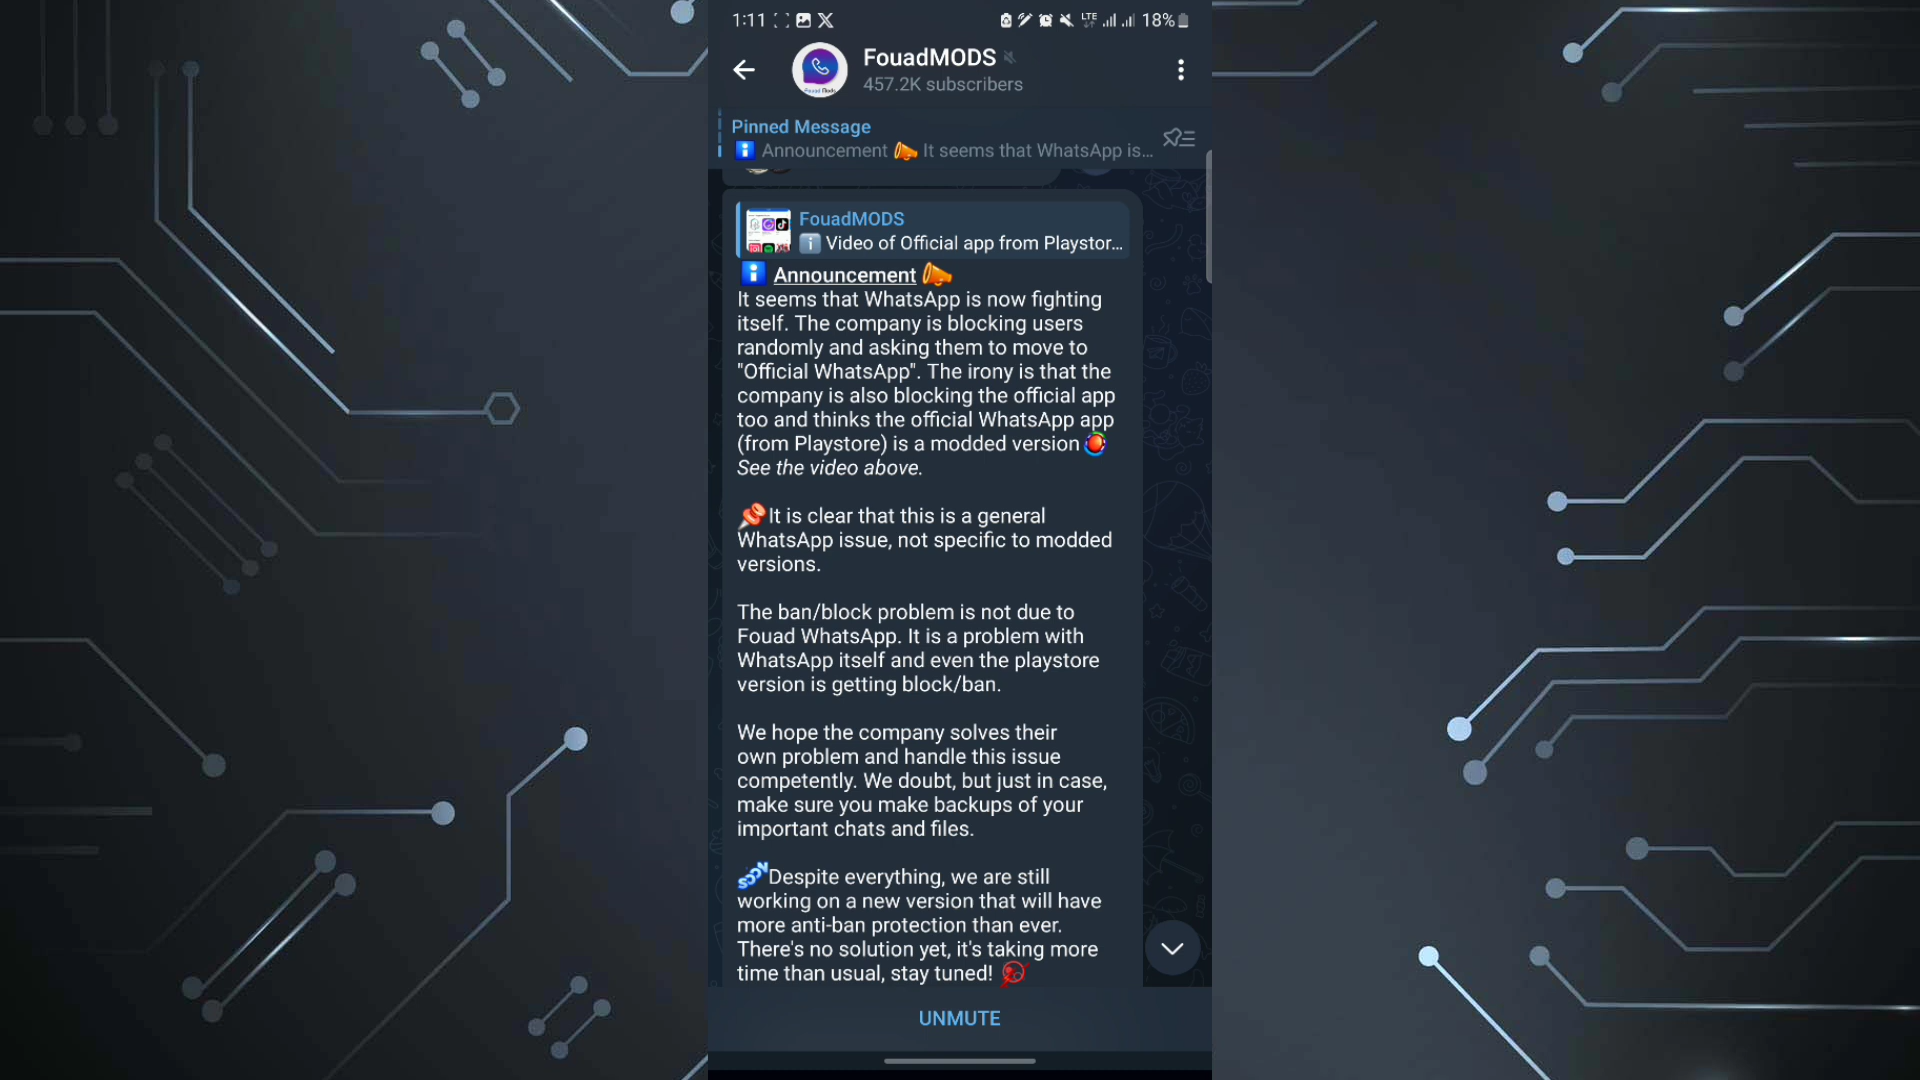 1:11 LTE 18%
FouadMODS
457.2K subscribers
Pinned Message
ℹ️ Announcement 📣 It seems that WhatsApp is...
FouadMODS
ℹ️ Video of Official app from Playstor...
ℹ️ Announcement 📣
It seems that WhatsApp is now fighting
itself. The company is blocking users
randomly and asking them to move to
"Official WhatsApp". The irony is that the
company is also blocking the official app
too and thinks the official WhatsApp app
(from Playstore) is a modded version
See the video above.
📌It is clear that this is a general
WhatsApp issue, not specific to modded
versions.
The ban/block problem is not due to
Fouad WhatsApp. It is a problem with
WhatsApp itself and even the playstore
version is getting block/ban.
We hope the company solves their
own problem and handle this issue
competently. We doubt, but just in case,
make sure you make backups of your
important chats and files.
SOON Despite everything, we are still
working on a new version that will have
more anti-ban protection than ever.
There's no solution yet, it's taking more
time than usual, stay tuned!
UNMUTE